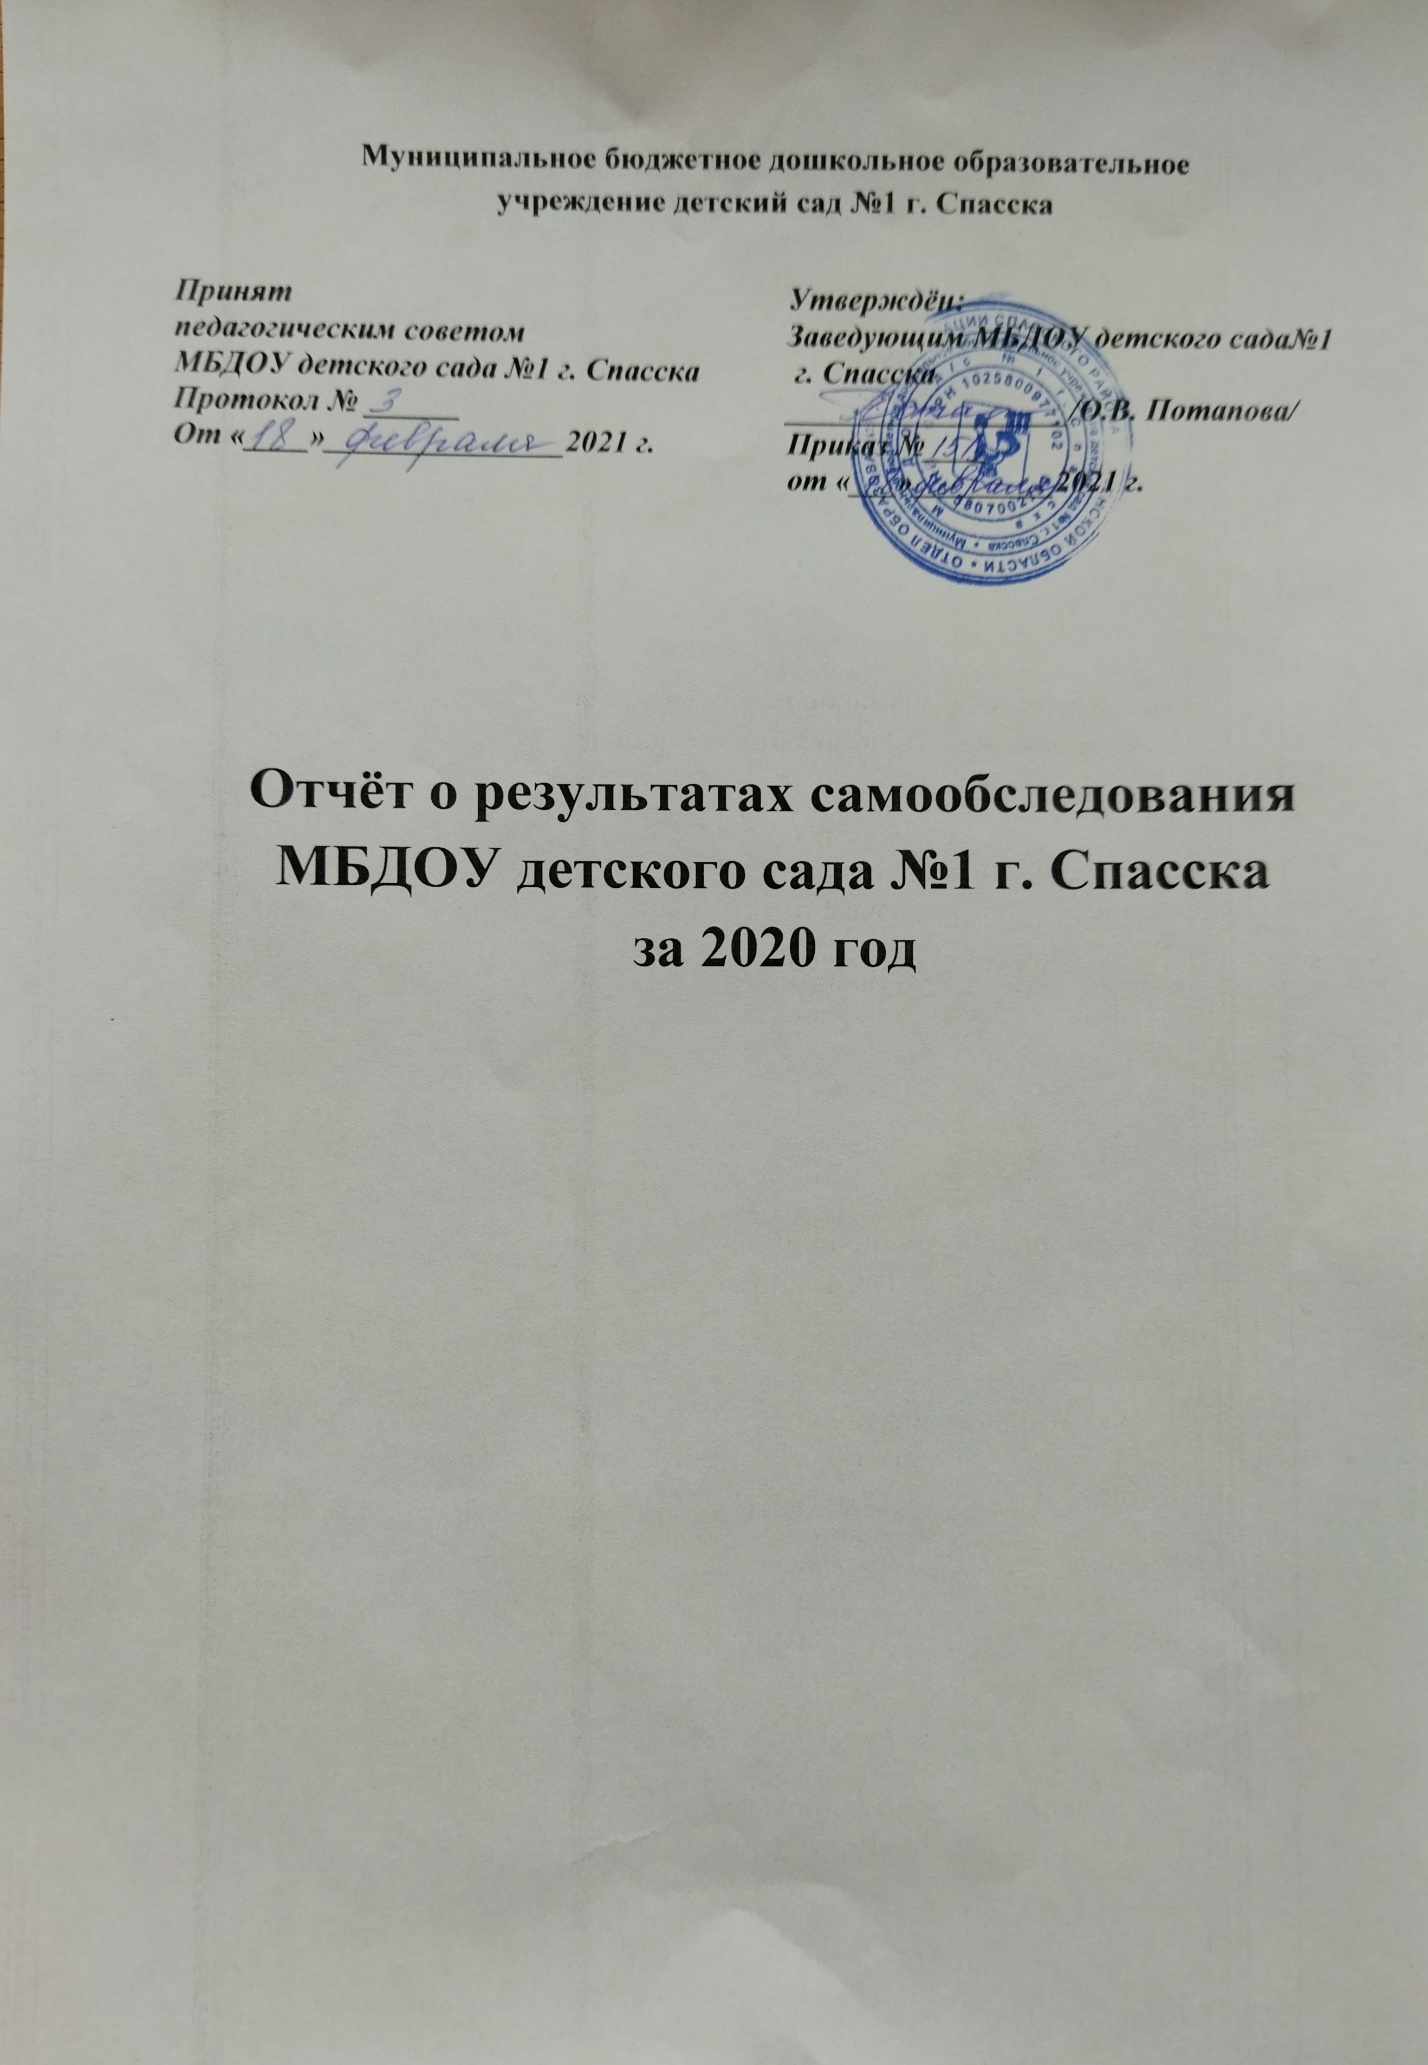 Муниципальное бюджетное дошкольное образовательное
учреждение детский сад №1 г. Спасска
Принят
педагогическим советом
МБДОУ детского сада №1 г. Спасска
Протокол № 3
От «18» февраля 2021 г.
Утверждён:
Заведующим МБДОУ детского сада№1
г. Спасска
/О.В. Потапова/
Приказ №
от « » февраля 2021 г.
Отчёт о результатах самообследования
МБДОУ детского сада №1 г. Спасска
за 2020 год